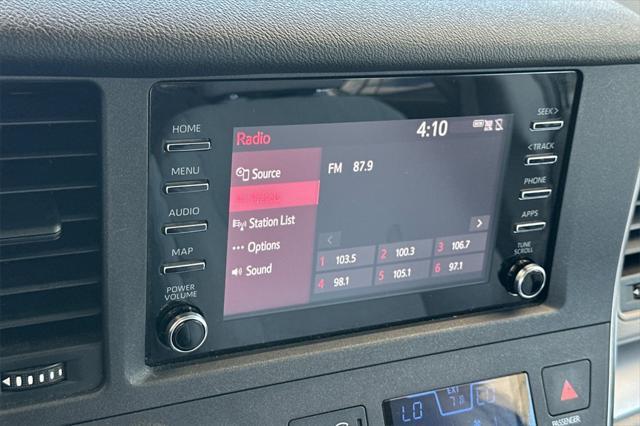 HOME
MENU
AUDIO
MAP
POWER
VOLUME
Radio
4:10
Source
Station List
Options
Sound
FM 87.9
1 103.5
2 100.3
3 106.7
4 98.1
5 105.1
6 97.1
SEEK >
< TRACK
PHONE
APPS
TUNE
SCROLL
LO
EXT
PASSENGER